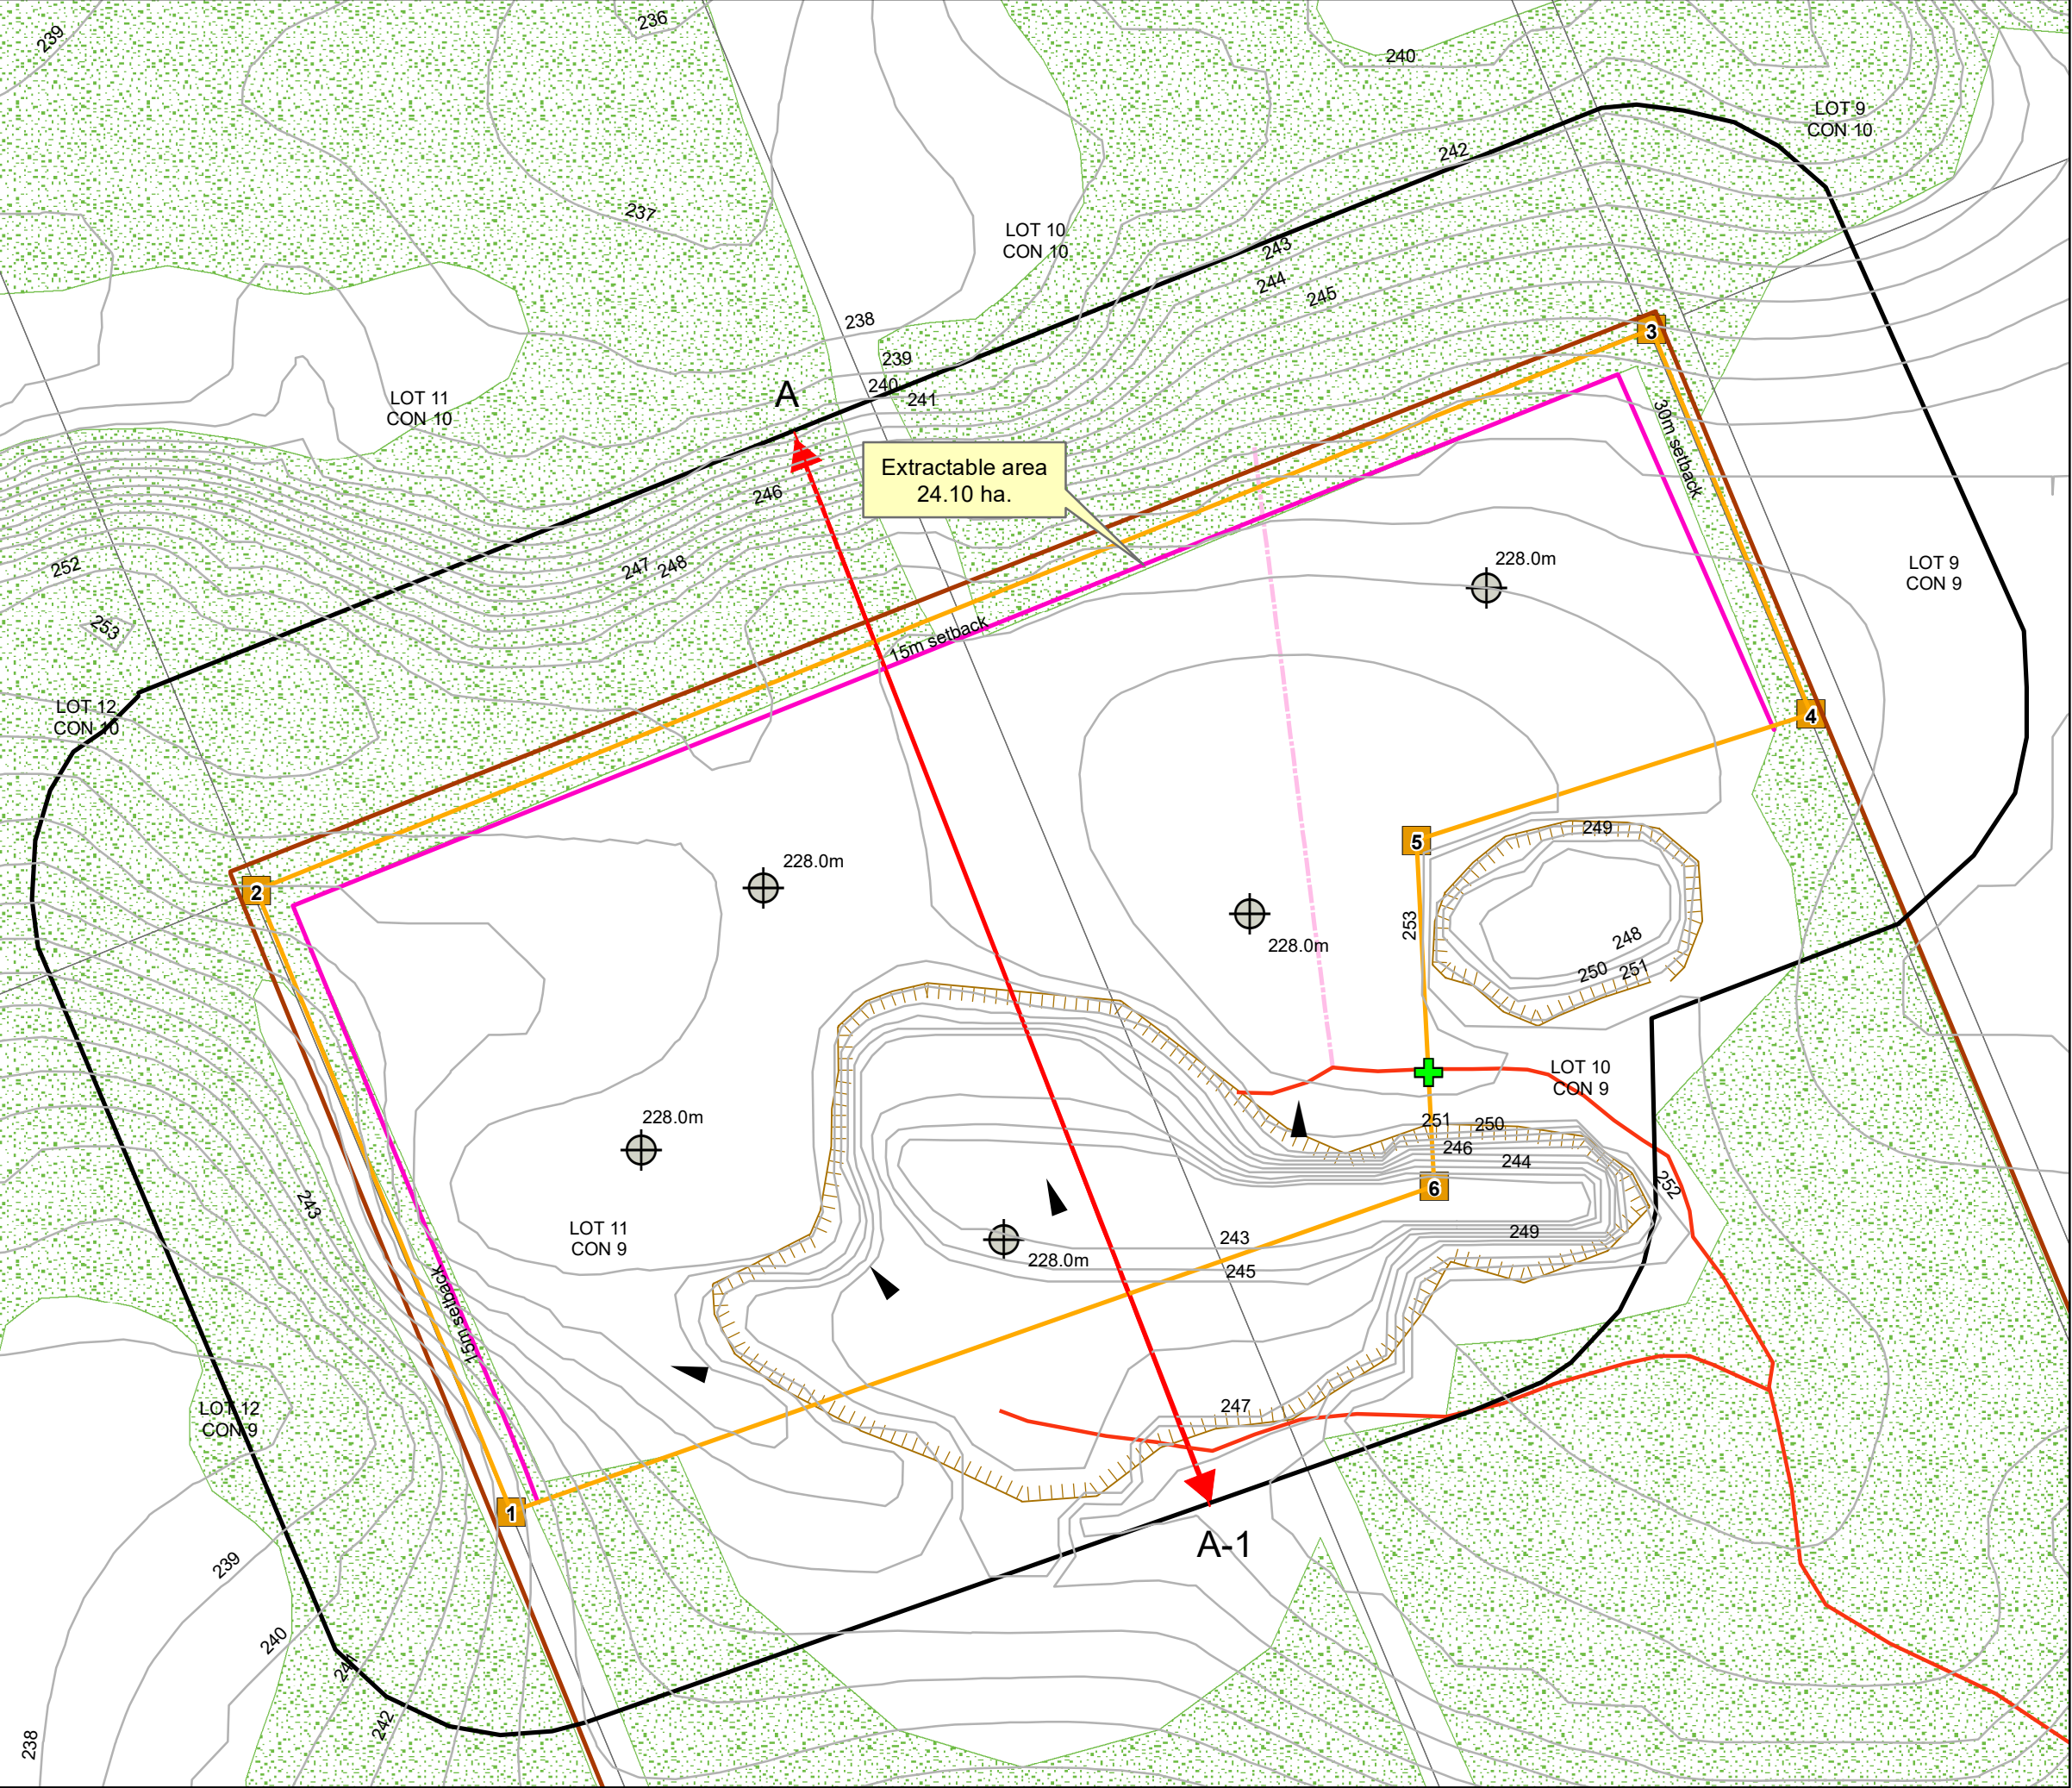 239
236
240
LOT 9
CON 10
242
237
LOT 10
CON 10
243
244
245
238
239
240
241
A
LOT 11
CON 10
3
30m setback
Extractable area
24.10 ha.
246
247
248
252
253
228.0m
LOT 9
CON 9
15m setback
LOT 12
CON 10
4
249
5
228.0m
2
253
228.0m
248
250
251
LOT 10
CON 9
228.0m
251
250
246
244
252
6
243
LOT 11
CON 9
243
249
228.0m
245
15m setback
247
LOT 12
CON 9
1
A-1
239
240
241
242
238